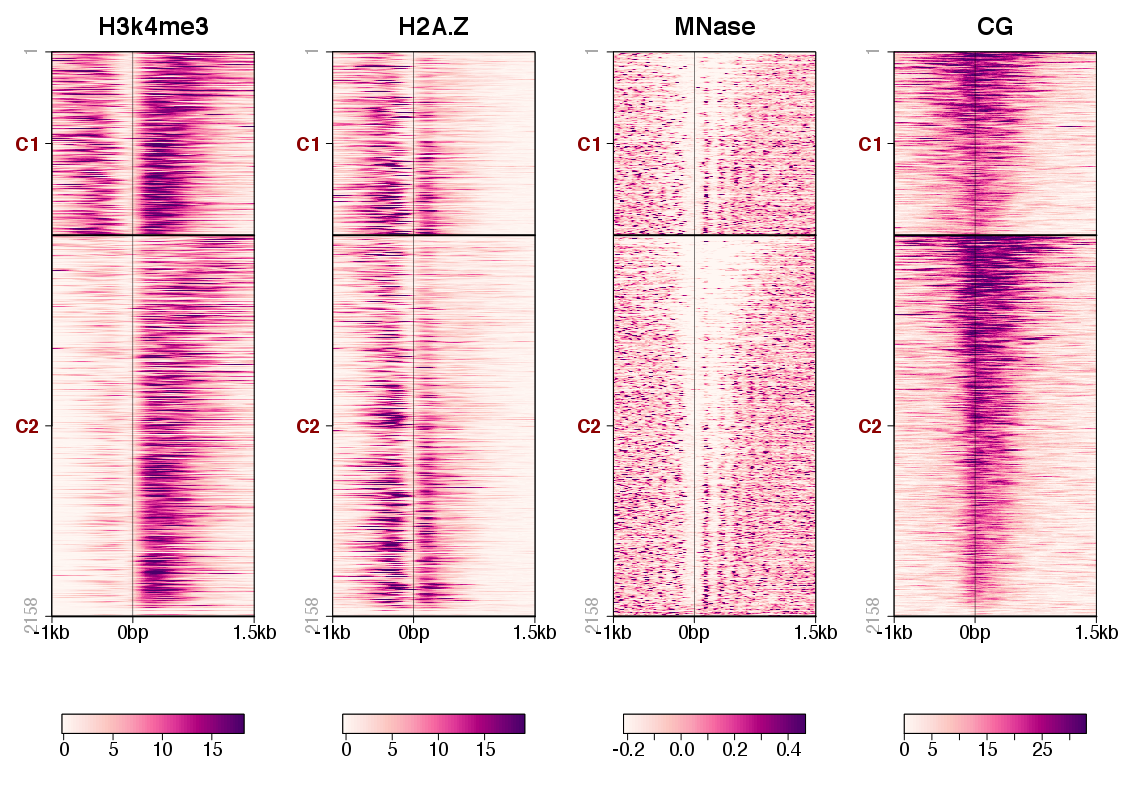 H3k4me3 H2A.Z MNase CG
1 1 1 1
C1 C1 C1 C1
C2 C2 C2 C2
2158 2158 2158 2158
-1kb 0bp 1.5kb -1kb 0bp 1.5kb -1kb 0bp 1.5kb -1kb 0bp 1.5kb
0 5 10 15 0 5 10 15 -0.2 0.0 0.2 0.4 0 5 15 25